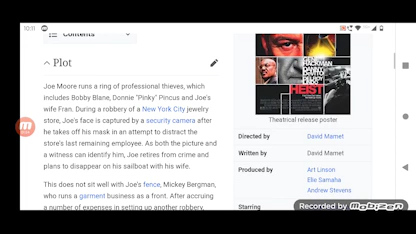 10:11
Contents
Plot
Joe Moore runs a ring of professional thieves, which
includes Bobby Blane, Donnie "Pinky" Pincus and Joe's
wife Fran. During a robbery of a New York City jewelry
store, Joe's face is captured by a security camera after
he takes off his mask in an attempt to distract the
store's last remaining employee. As both the picture and
a witness can identify him, Joe retires from crime and
plans to disappear on his sailboat with his wife.
This does not sit well with Joe's fence, Mickey Bergman,
who runs a garment business as a front. After accruing
a number of expenses in setting up another robbery,
HACKMAN
DANNY
DEVITO
HEIST
Theatrical release poster
Directed by David Mamet
Written by David Mamet
Produced by Art Linson
Elie Samaha
Andrew Stevens
Starring
Recorded by
MOBIZEN